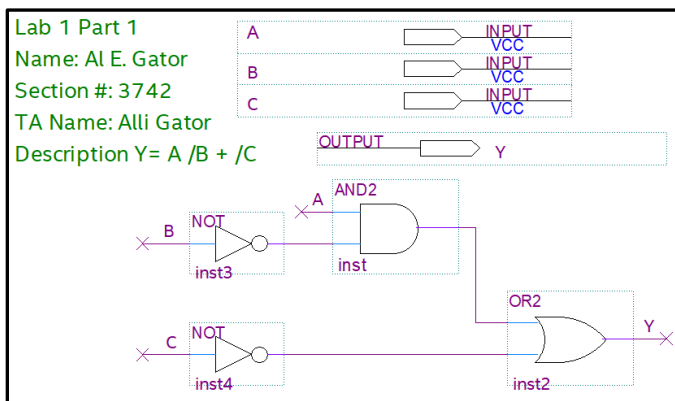 Lab 1 Part 1
Name: Al E. Gator
Section #: 3742
TA Name: Alli Gator
Description Y= A /B + /C
A INPUT
VCC
B INPUT
VCC
C INPUT
VCC
OUTPUT Y
A AND2
inst
B NOT
inst3
C NOT
inst4
OR2 Y
inst2